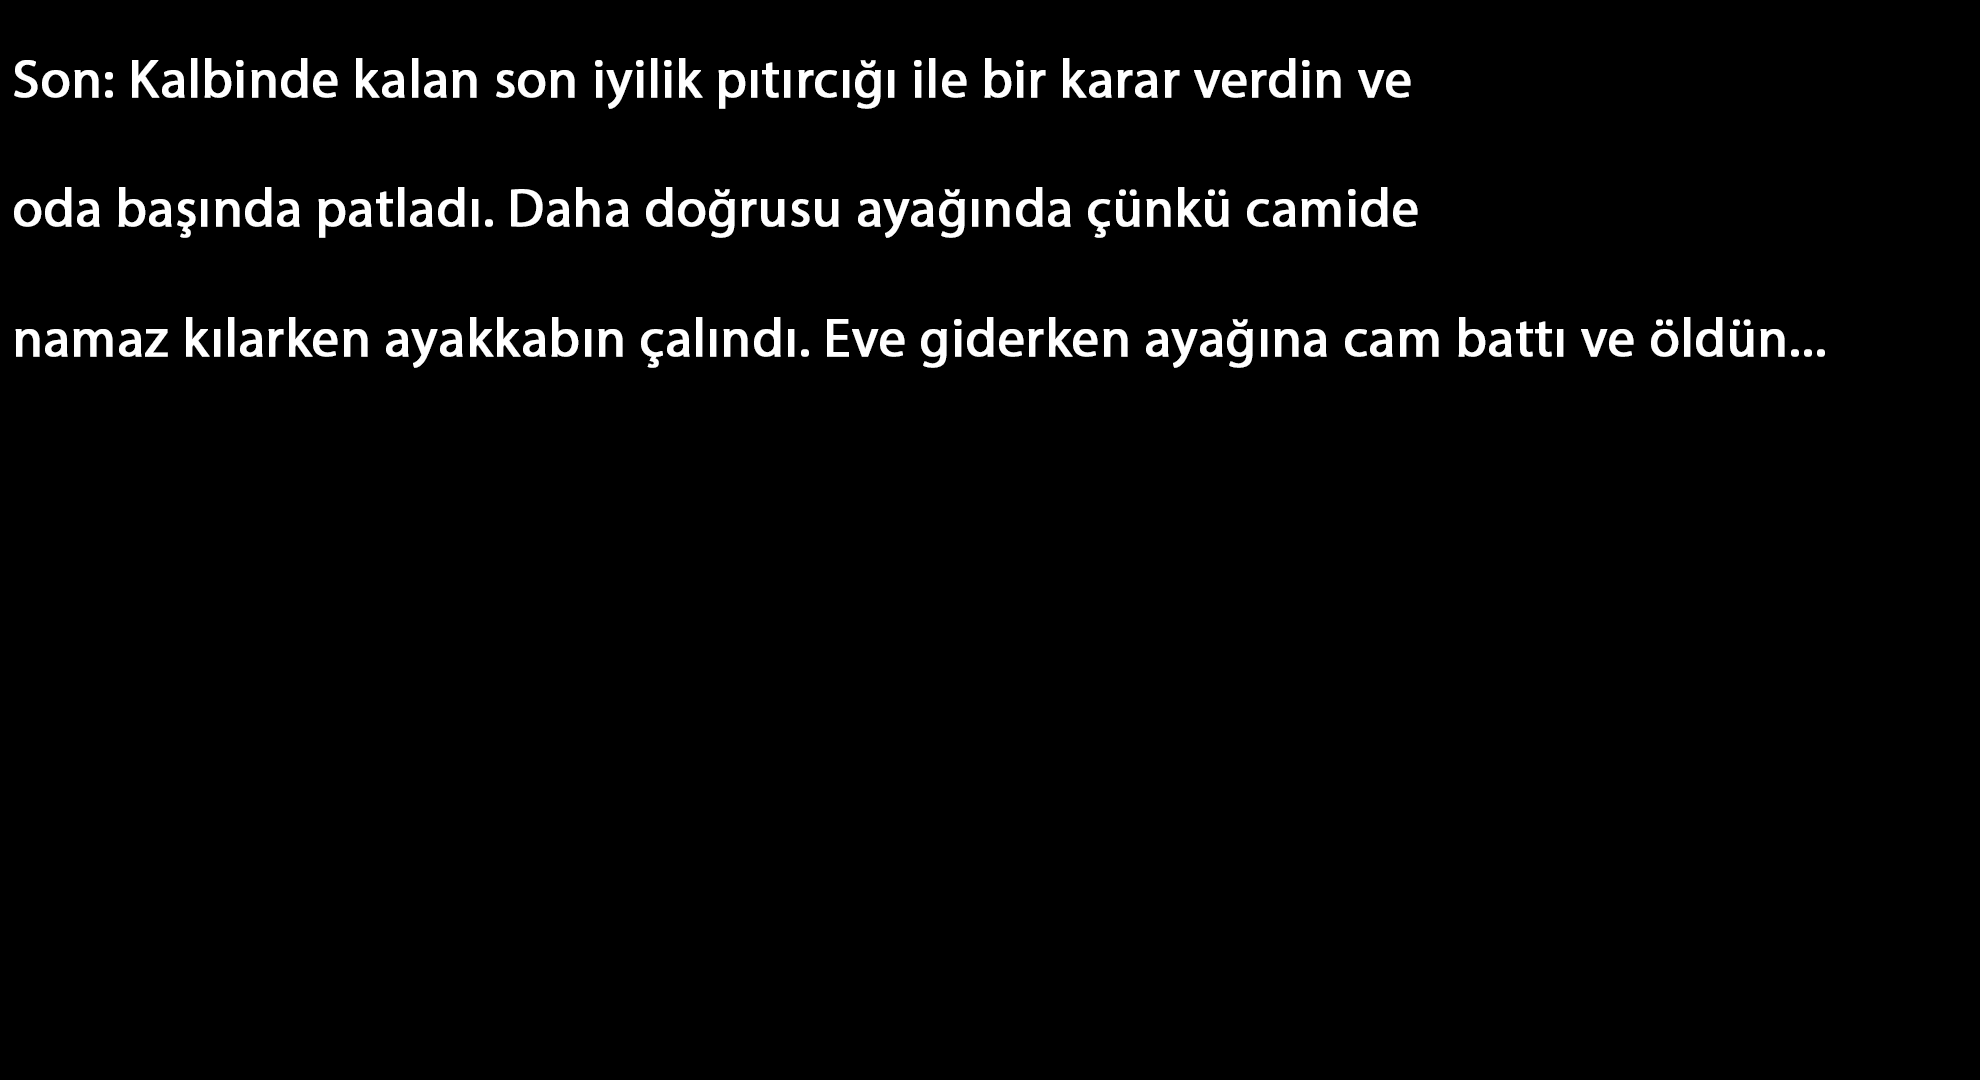 Son: Kalbinde kalan son iyilik pıtırcığı ile bir karar verdin ve
oda başında patladı. Daha doğrusu ayağında çünkü camide
namaz kılarken ayakkabın çalındı. Eve giderken ayağına cam battı ve öldün...